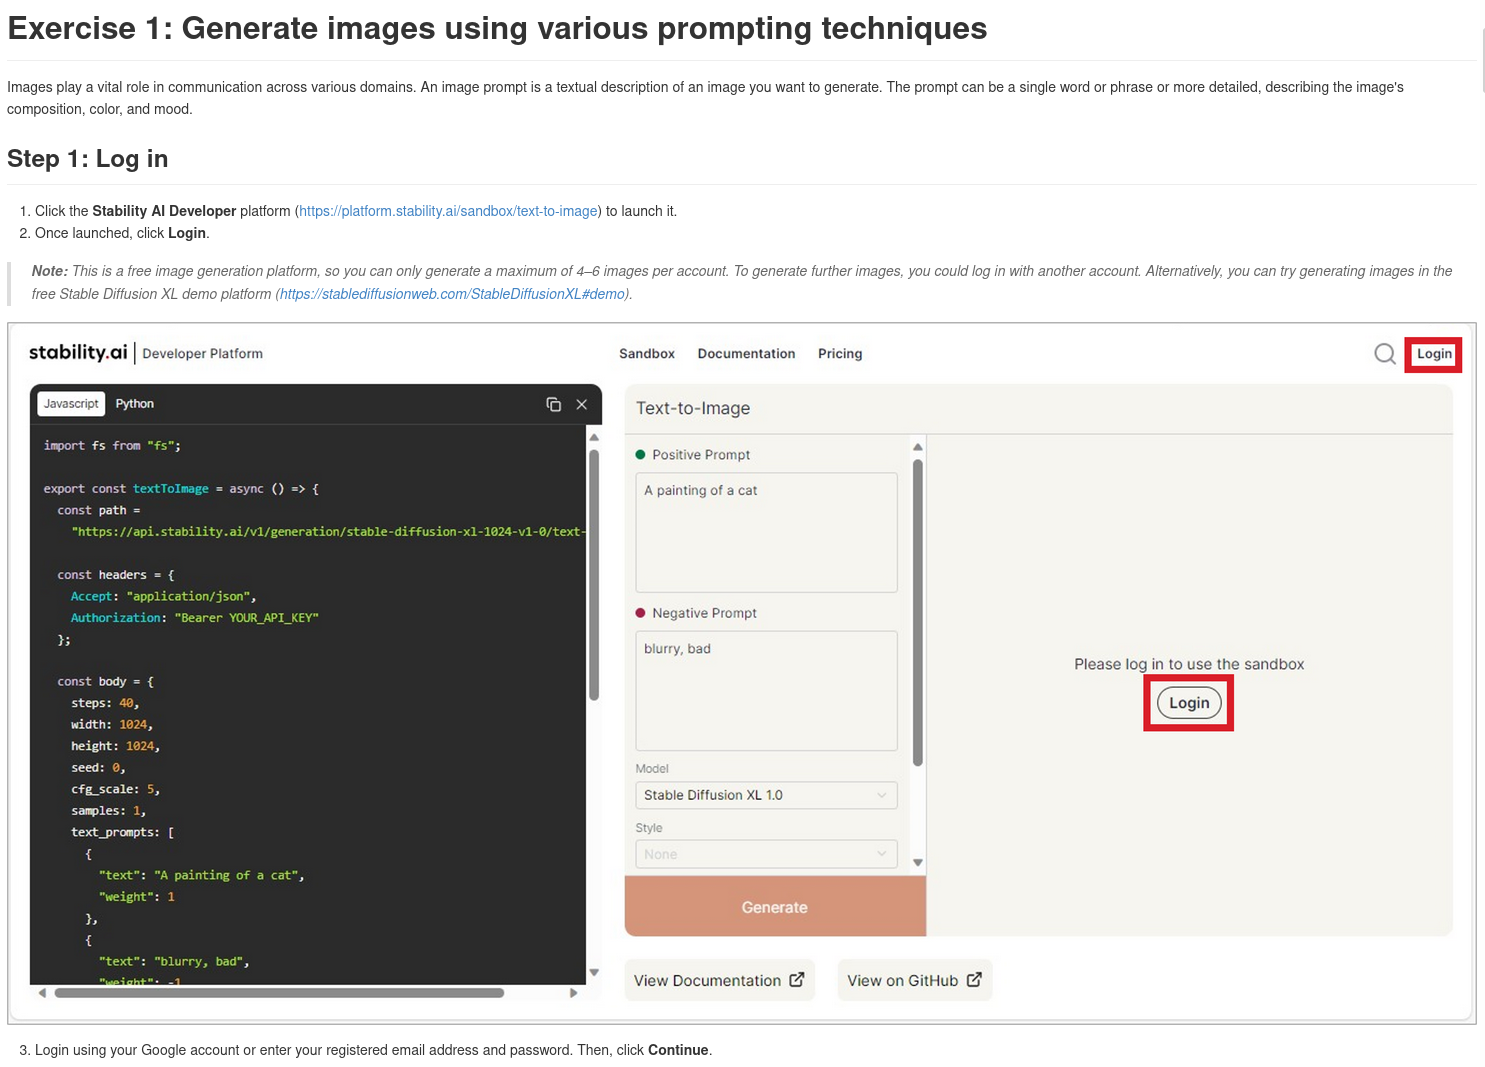 Exercise 1: Generate images using various prompting techniques
Images play a vital role in communication across various domains. An image prompt is a textual description of an image you want to generate. The prompt can be a single word or phrase or more detailed, describing the image's
composition, color, and mood.
Step 1: Log in
1. Click the Stability AI Developer platform (https://platform.stability.ai/sandbox/text-to-image) to launch it.
2. Once launched, click Login.
Note: This is a free image generation platform, so you can only generate a maximum of 4–6 images per account. To generate further images, you could log in with another account. Alternatively, you can try generating images in the
free Stable Diffusion XL demo platform (https://stablediffusionweb.com/StableDiffusionXL#demo).
stability.ai | Developer Platform
Sandbox Documentation Pricing
Login
Javascript Python
import fs from "fs";
export const textToImage = async () => {
const path =
"https://api.stability.ai/v1/generation/stable-diffusion-xl-1024-v1-0/text-
const headers = {
Accept: "application/json",
Authorization: "Bearer YOUR_API_KEY"
};
const body = {
steps: 40,
width: 1024,
height: 1024,
seed: 0,
cfg_scale: 5,
samples: 1,
text_prompts: [
{
"text": "A painting of a cat",
"weight": 1
},
{
"text": "blurry, bad",
"weight": -1
Text-to-Image
Positive Prompt
A painting of a cat
Negative Prompt
blurry, bad
Model
Stable Diffusion XL 1.0
Style
None
Generate
Please log in to use the sandbox
Login
View Documentation
View on GitHub
3. Login using your Google account or enter your registered email address and password. Then, click Continue.